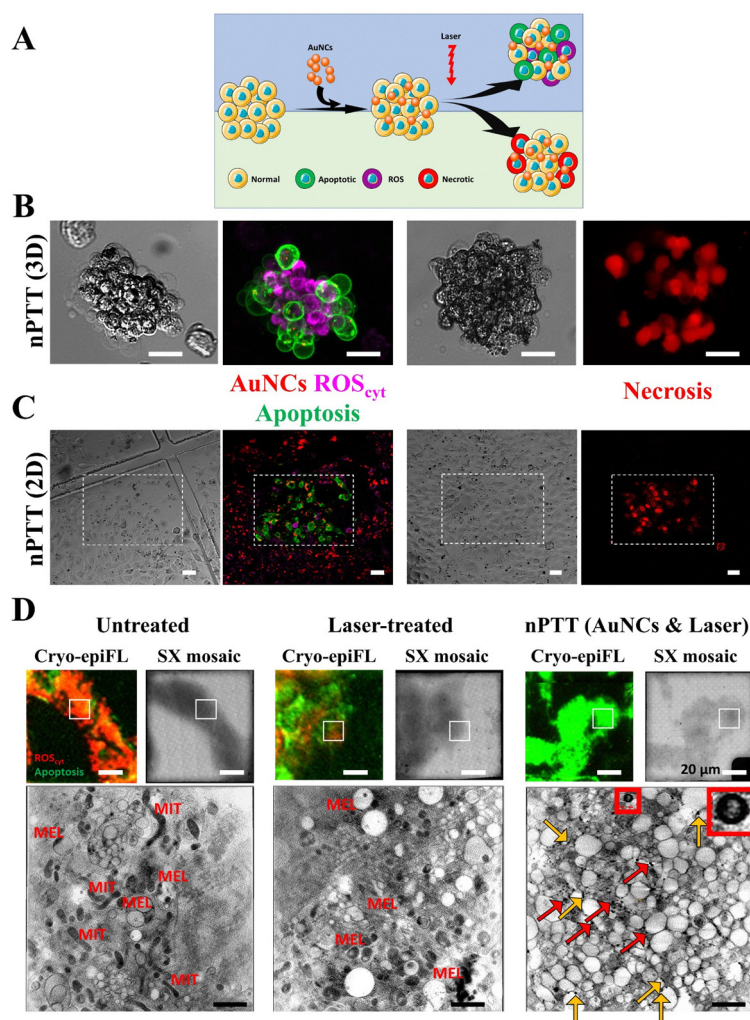 A
AuNCs
Laser
Normal Apoptotic ROS Necrotic
B
nPTT (3D)
AuNCs ROScyt
Apoptosis
Necrosis
C
nPTT (2D)
D
Untreated Laser-treated nPTT (AuNCs & Laser)
Cryo-epiFL SX mosaic Cryo-epiFL SX mosaic Cryo-epiFL SX mosaic
ROScyt
Apoptosis
20 µm
MIT
MEL
MEL
MIT
MEL
MIT
MIT
MEL
MEL
MEL
MEL